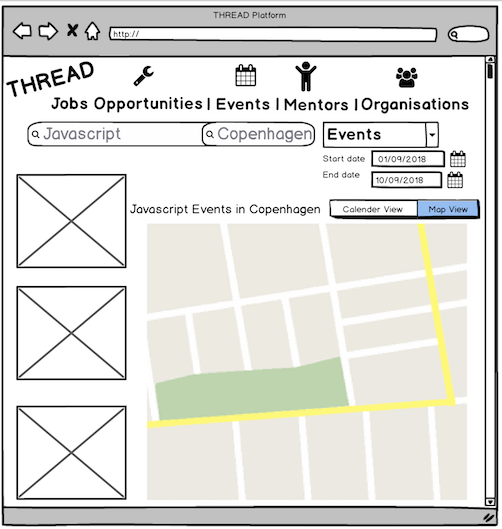 THREAD Platform
http://
THREAD
Jobs Opportunities | Events | Mentors | Organisations
Javascript Copenhagen Events
Start date 01/09/2018
End date 10/09/2018
Javascript Events in Copenhagen Calender View Map View